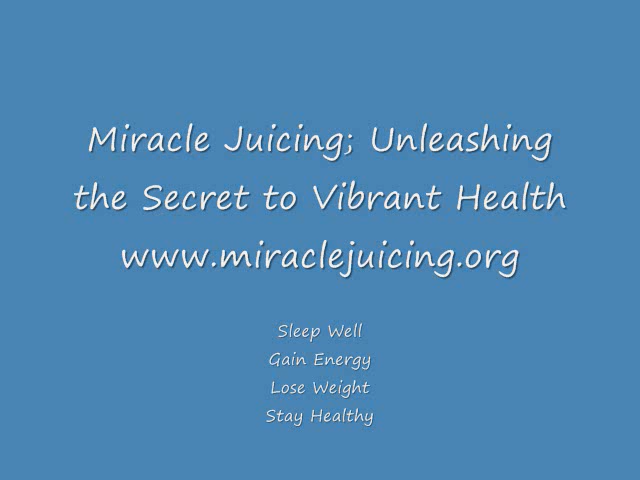 Miracle Juicing; Unleashing
the Secret to Vibrant Health
www.miraclejuicing.org
Sleep Well
Gain Energy
Lose Weight
Stay Healthy